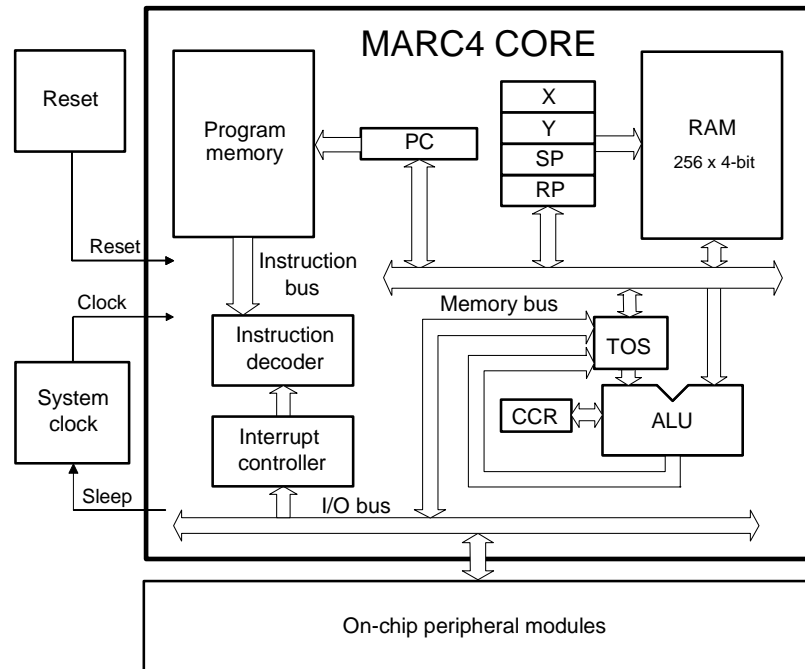 MARC4 CORE
Reset
Program
memory
PC
X
Y
SP
RP
RAM
256 x 4-bit
Reset
Instruction
bus
Clock
Memory bus
Instruction
decoder
TOS
System
clock
CCR
ALU
Interrupt
controller
Sleep
I/O bus
On-chip peripheral modules